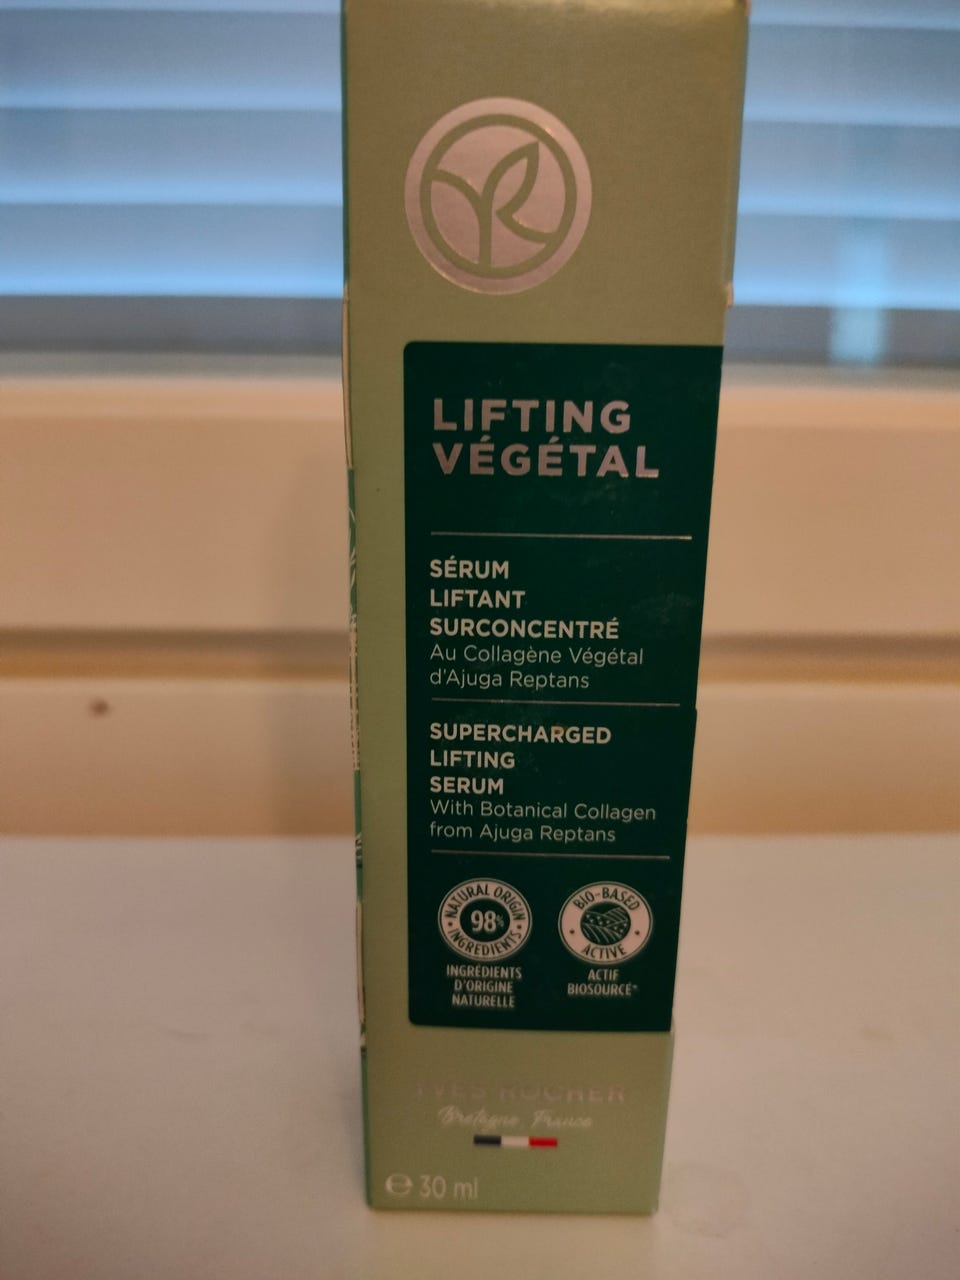 LIFTING
VÉGÉTAL
SÉRUM
LIFTANT
SURCONCENTRÉ
Au Collagène Végétal
d'Ajuga Reptans
SUPERCHARGED
LIFTING
SERUM
With Botanical Collagen
from Ajuga Reptans
NATURAL ORIGIN
98%
INGREDIENTS
INGRÉDIENTS
D'ORIGINE
NATURELLE
BIO-BASED
ACTIVE
ACTIF
BIOSOURCÉ*
YVES ROCHER
Bretagne, France
℮ 30 ml